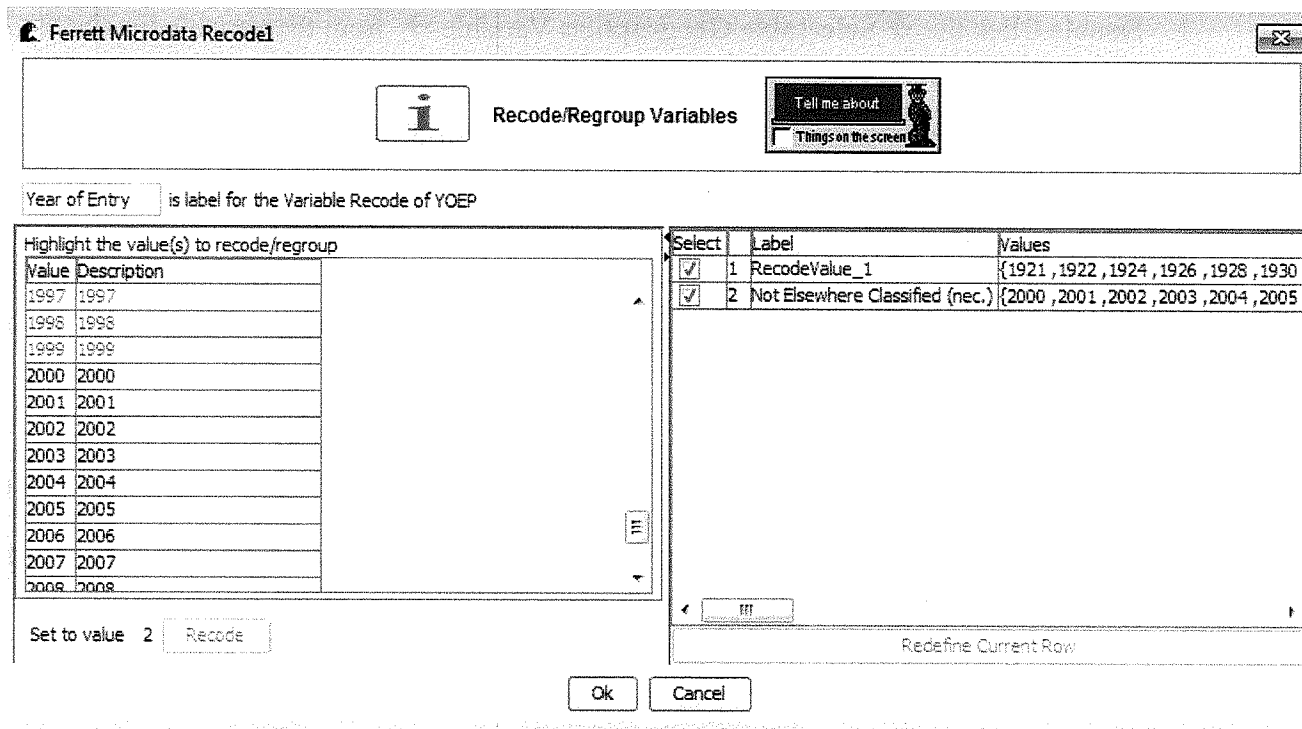 Ferrett Microdata Recode1
i Recode/Regroup Variables
Tell me about
Things on the screen
Year of Entry is label for the Variable Recode of YOEP
Highlight the value(s) to recode/regroup
Value Description
1997 1997
1998 1998
1999 1999
2000 2000
2001 2001
2002 2002
2003 2003
2004 2004
2005 2005
2006 2006
2007 2007
2008 2008
Set to value 2 Recode
Select Label Values
1 RecodeValue_1 {1921 ,1922 ,1924 ,1926 ,1928 ,1930
2 Not Elsewhere Classified (nec.) {2000 ,2001 ,2002 ,2003 ,2004 ,2005
Redefine Current Row
Ok Cancel